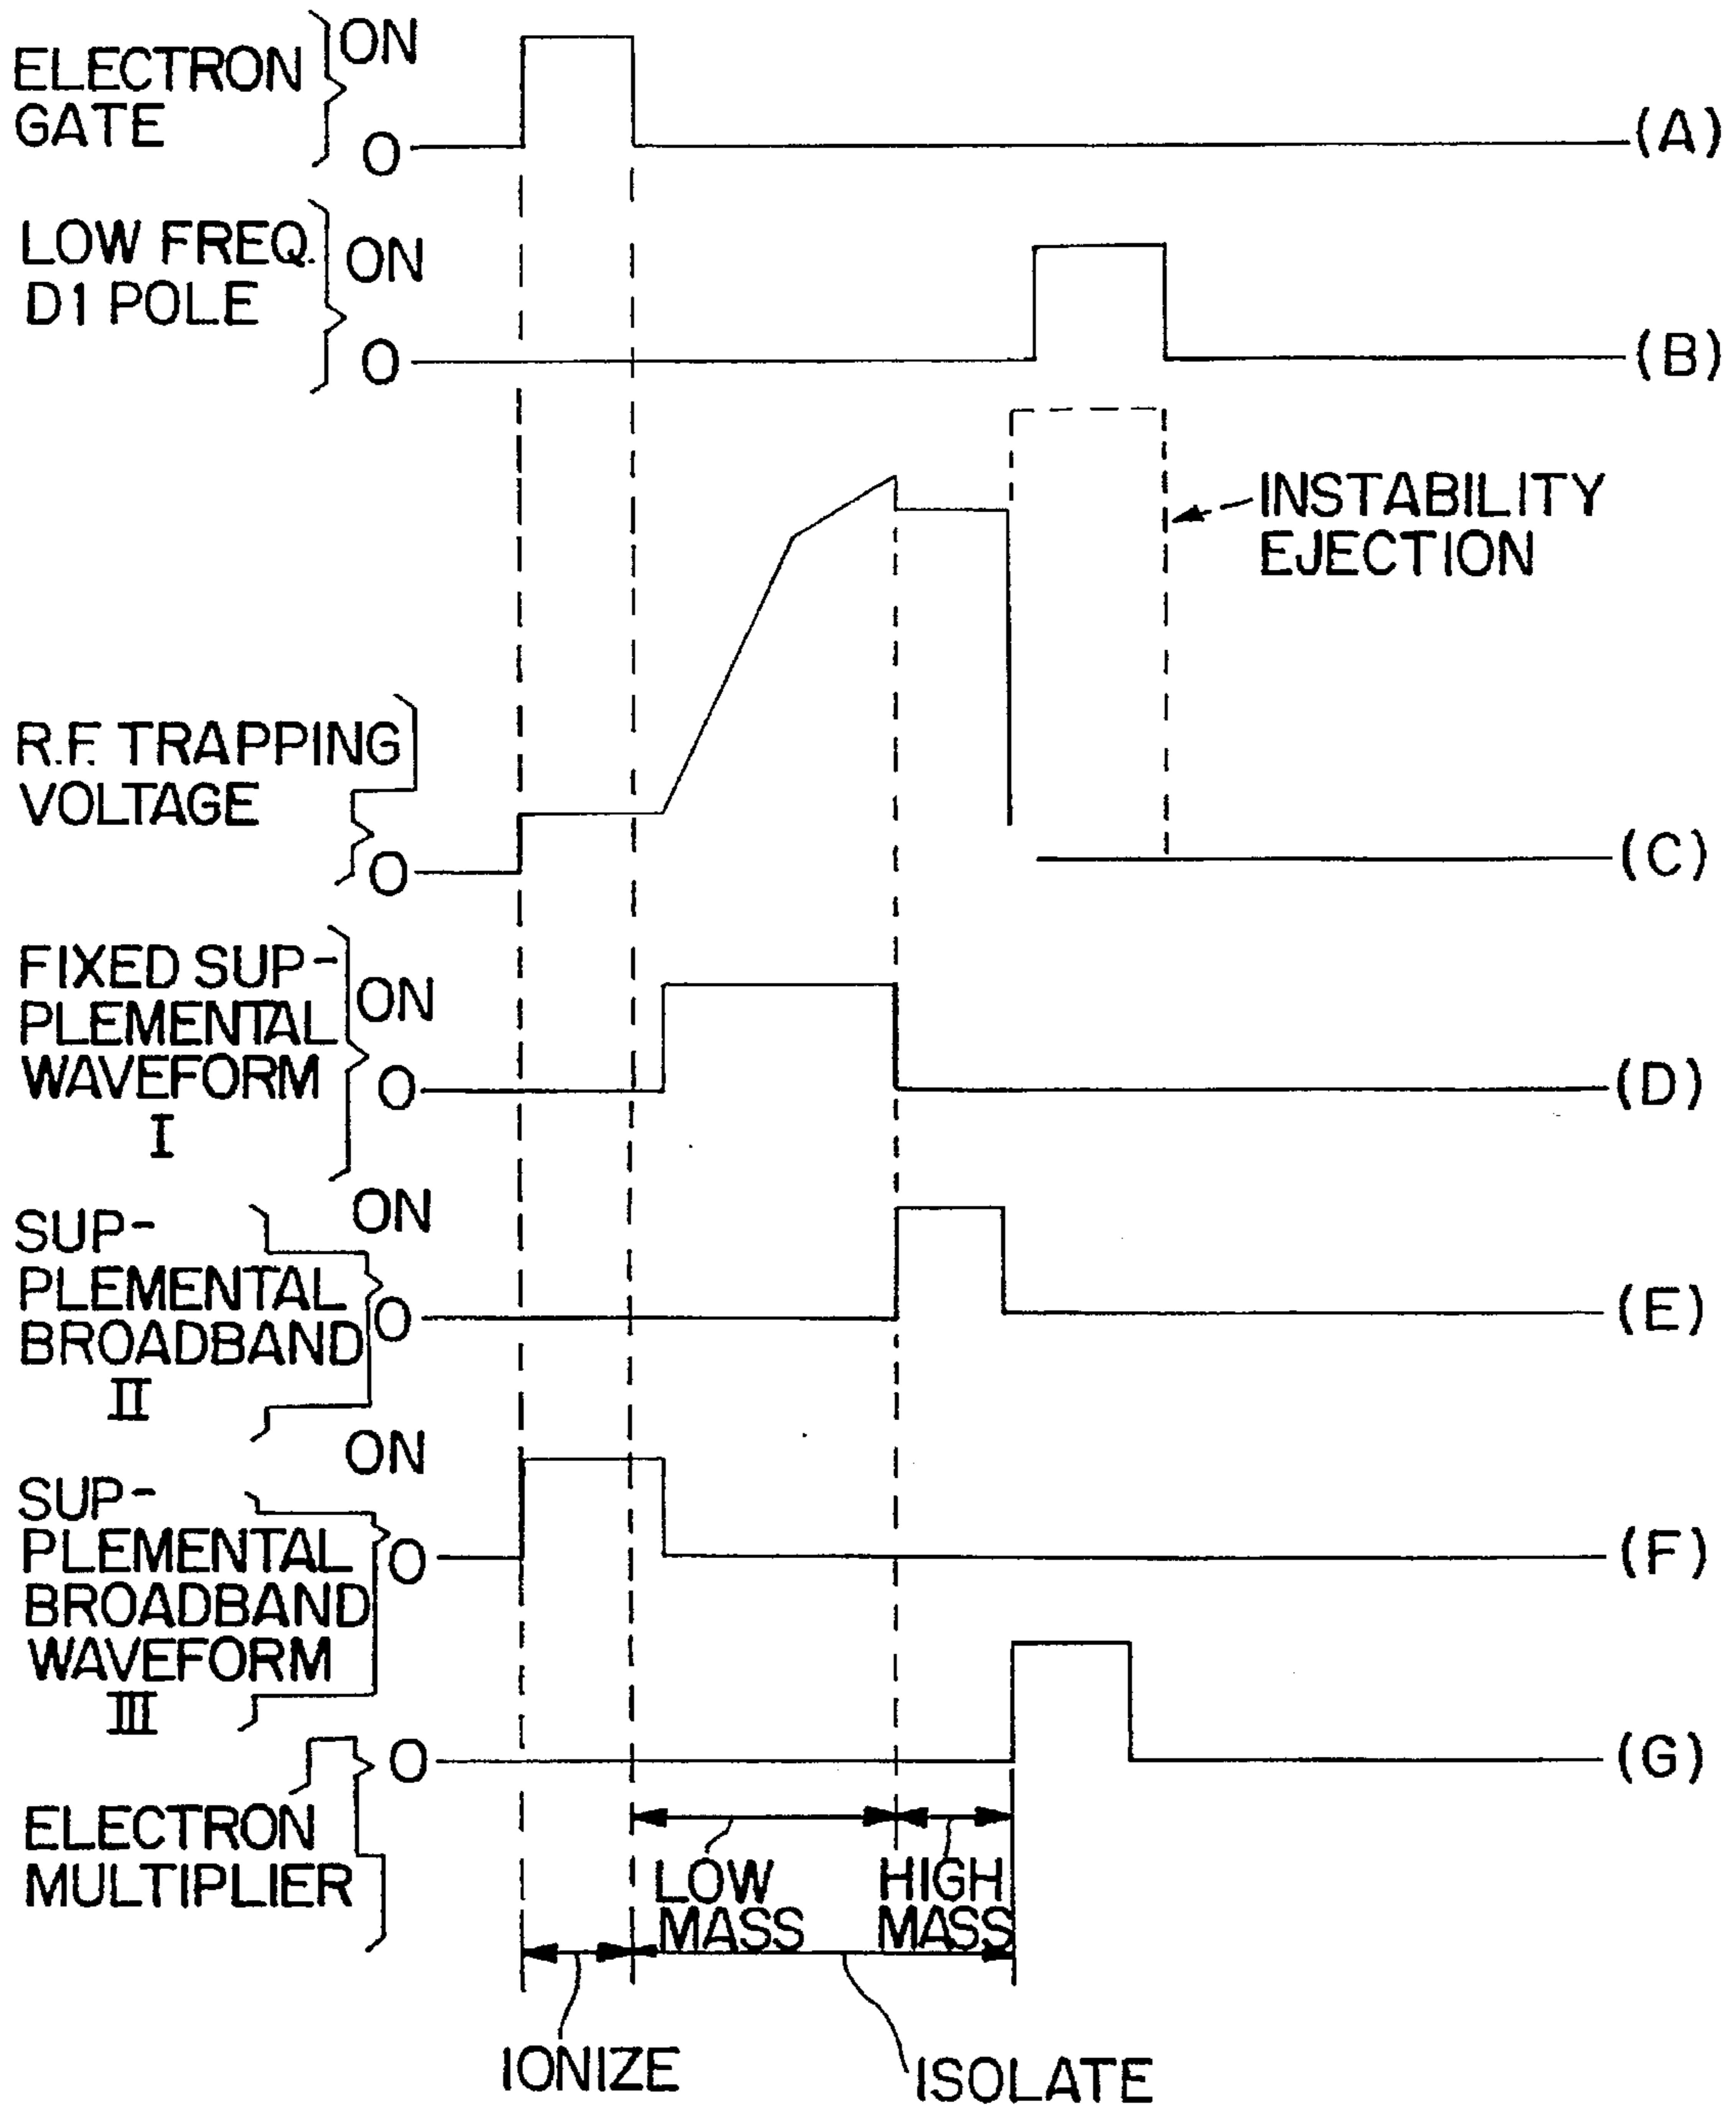 ELECTRON
GATE
ON
O
(A)
LOW FREQ.
D1 POLE
ON
O
(B)
INSTABILITY
EJECTION
R.F. TRAPPING
VOLTAGE
O
(C)
FIXED SUP-
PLEMENTAL
WAVEFORM
I
ON
O
(D)
SUP-
PLEMENTAL
BROADBAND
II
ON
O
(E)
SUP-
PLEMENTAL
BROADBAND
WAVEFORM
III
ON
O
(F)
ELECTRON
MULTIPLIER
O
(G)
LOW
MASS
HIGH
MASS
IONIZE
ISOLATE